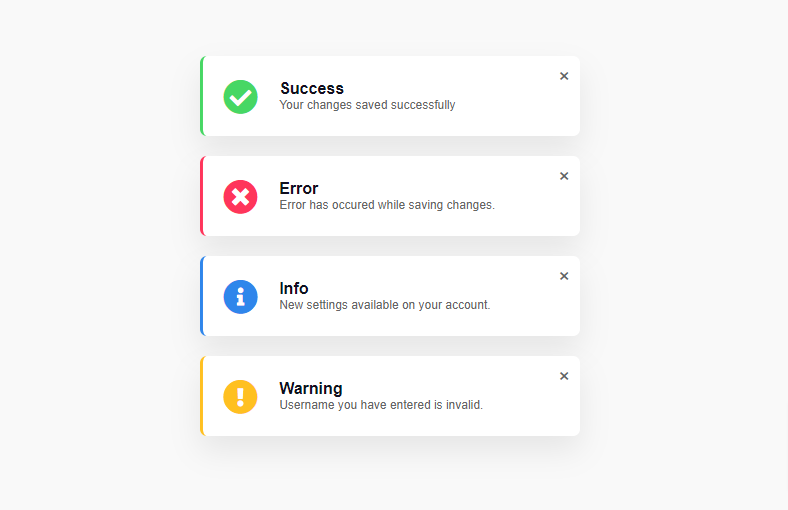 Success
Your changes saved successfully
Error
Error has occured while saving changes.
Info
New settings available on your account.
Warning
Username you have entered is invalid.